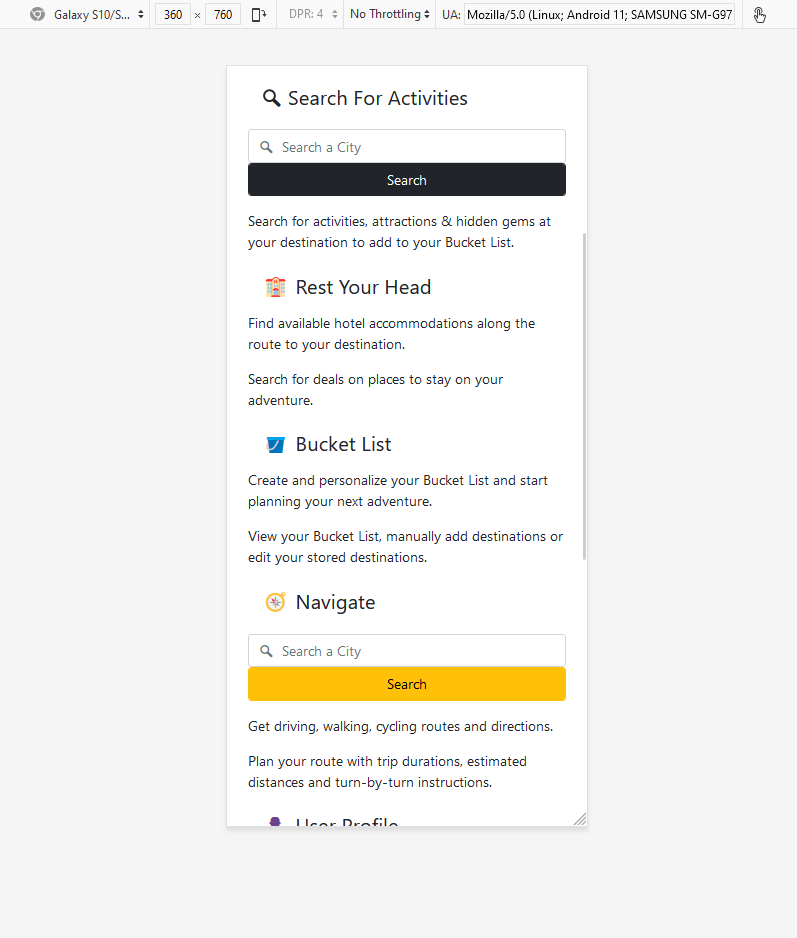 Galaxy S10/S... 360 × 760 DPR: 4 No Throttling UA: Mozilla/5.0 (Linux; Android 11; SAMSUNG SM-G97
Search For Activities
Search a City
Search
Search for activities, attractions & hidden gems at
your destination to add to your Bucket List.
Rest Your Head
Find available hotel accommodations along the
route to your destination.
Search for deals on places to stay on your
adventure.
Bucket List
Create and personalize your Bucket List and start
planning your next adventure.
View your Bucket List, manually add destinations or
edit your stored destinations.
Navigate
Search a City
Search
Get driving, walking, cycling routes and directions.
Plan your route with trip durations, estimated
distances and turn-by-turn instructions.
User Profile